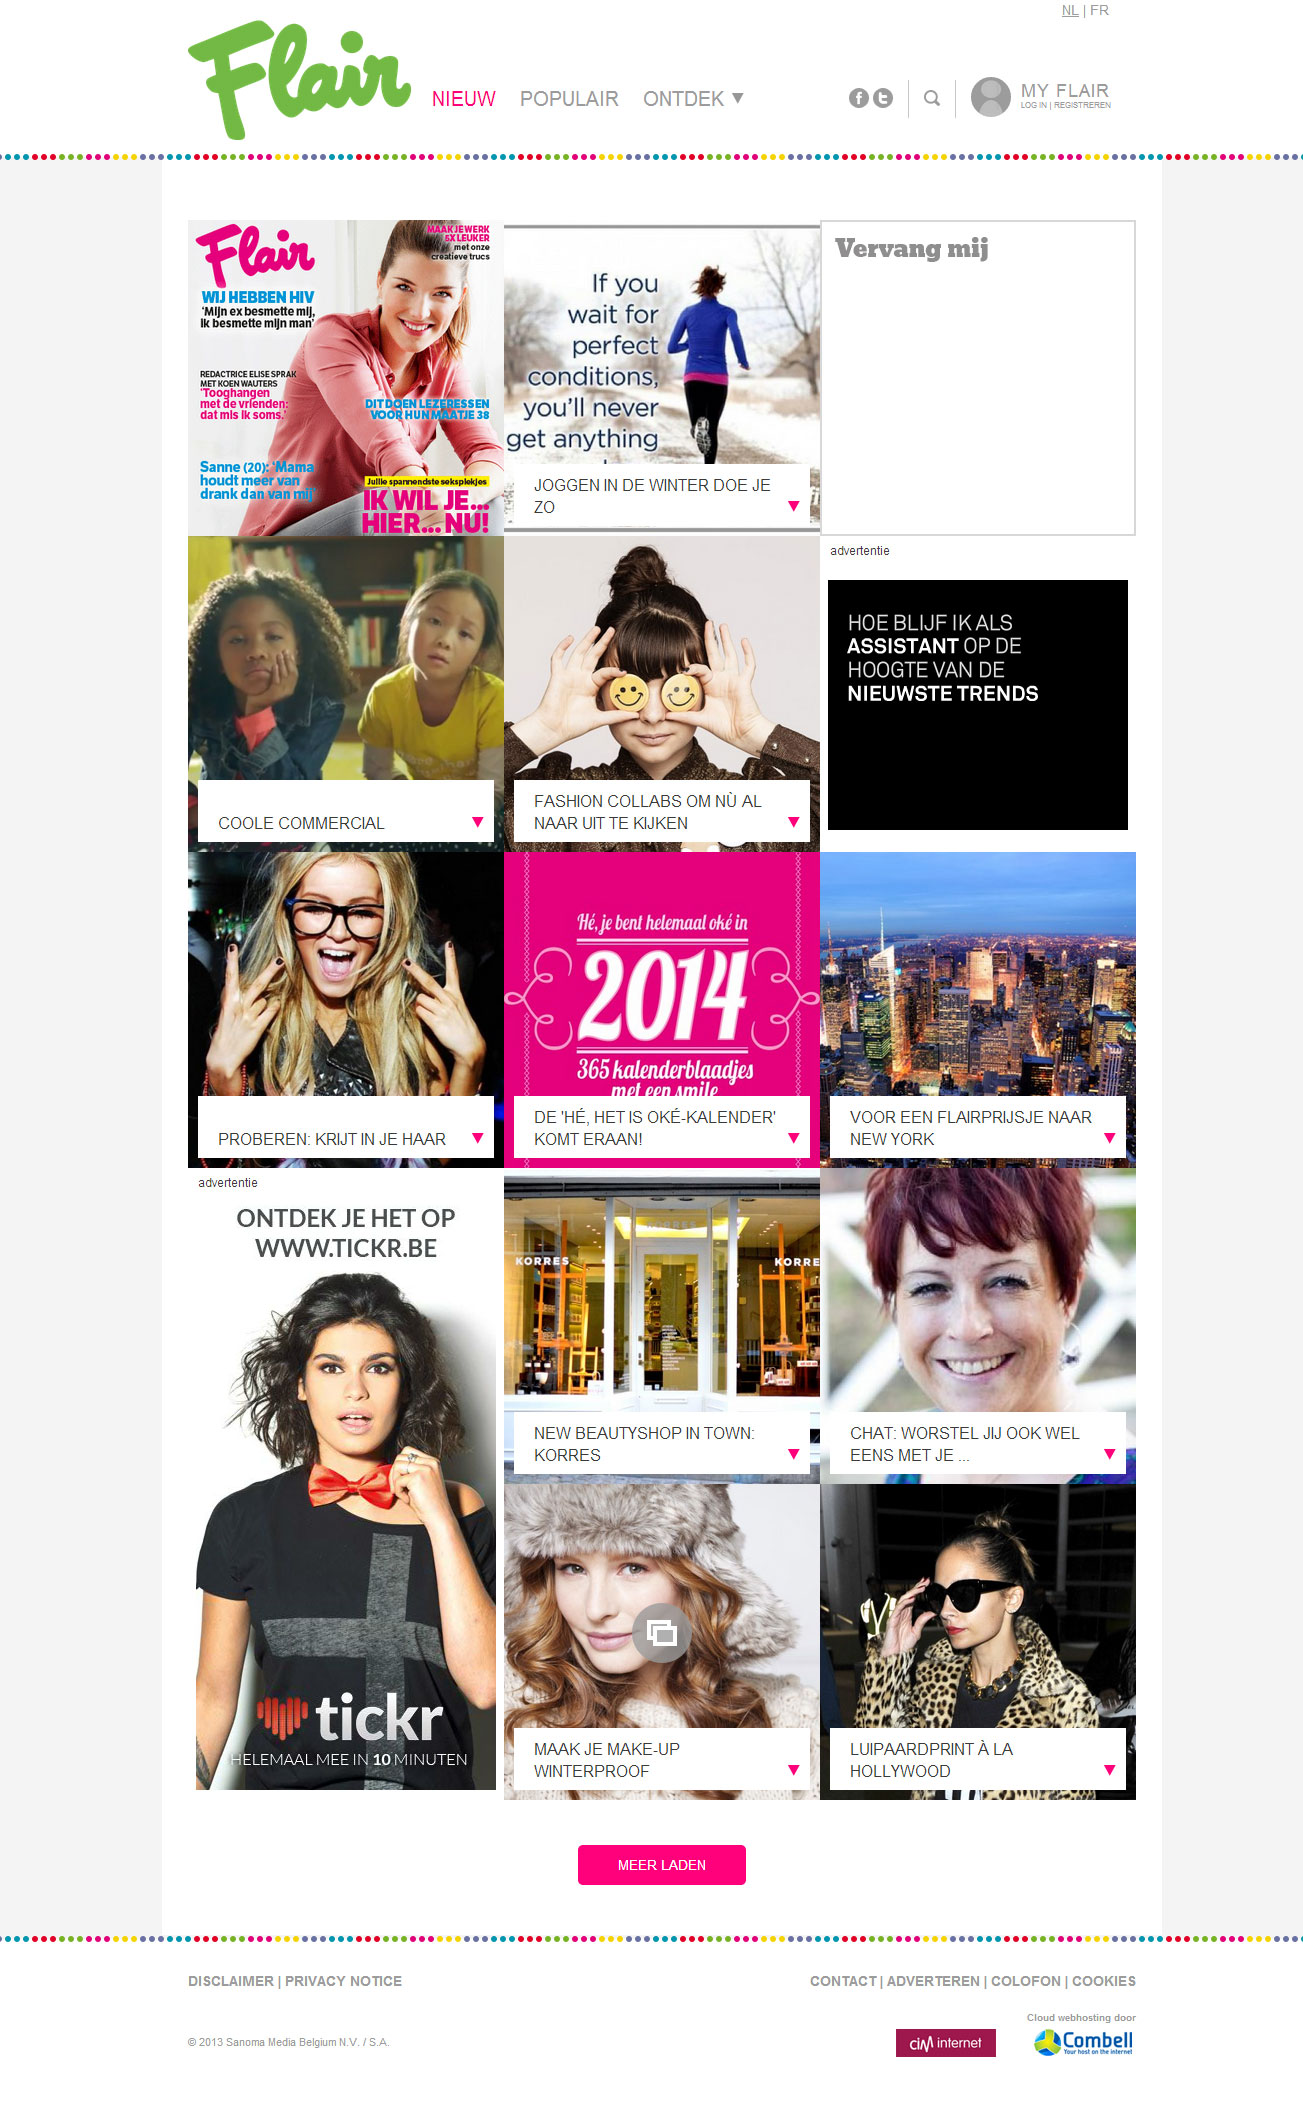 NL | FR
Flair
NIEUW
POPULAIR
ONTDEK
MY FLAIR
LOG IN | REGISTREREN
Flair
MAAK JE WERK
5X LEUKER
met onze
creatieve trucs
WIJ HEBBEN HIV
'Mijn ex besmette mij,
ik besmette mijn man'
REDACTRICE ELISE SPRAK
MET KOEN WAUTERS
'Tooghangen
met de vrienden:
dat mis ik soms.'
DIT DOEN LEZERESSEN
VOOR HUN MAATJE 38
Sanne (20): 'Mama
houdt meer van
drank dan van mij'
Jullie spannendste seksplekjes
IK WIL JE...
HIER... NU!
If you
wait for
perfect
conditions,
you'll never
get anything
JOGGEN IN DE WINTER DOE JE
ZO
Vervang mij
COOLE COMMERCIAL
FASHION COLLABS OM NÙ AL
NAAR UIT TE KIJKEN
advertentie
HOE BLIJF IK ALS
ASSISTANT OP DE
HOOGTE VAN DE
NIEUWSTE TRENDS
PROBEREN: KRIJT IN JE HAAR
Hé, je bent helemaal oké in
2014
365 kalenderblaadjes
met een smile
DE 'HÉ, HET IS OKÉ-KALENDER'
KOMT ERAAN!
VOOR EEN FLAIRPRIJSJE NAAR
NEW YORK
advertentie
ONTDEK JE HET OP
WWW.TICKR.BE
tickr
HELEMAAL MEE IN 10 MINUTEN
KORRES
KORRES
KORRE
NEW BEAUTYSHOP IN TOWN:
KORRES
CHAT: WORSTEL JIJ OOK WEL
EENS MET JE ...
MAAK JE MAKE-UP
WINTERPROOF
LUIPAARDPRINT À LA
HOLLYWOOD
MEER LADEN
DISCLAIMER | PRIVACY NOTICE
CONTACT | ADVERTEREN | COLOFON | COOKIES
Cloud webhosting door
© 2013 Sanoma Media Belgium N.V. / S.A.
CIM internet
Combell
Your host on the internet